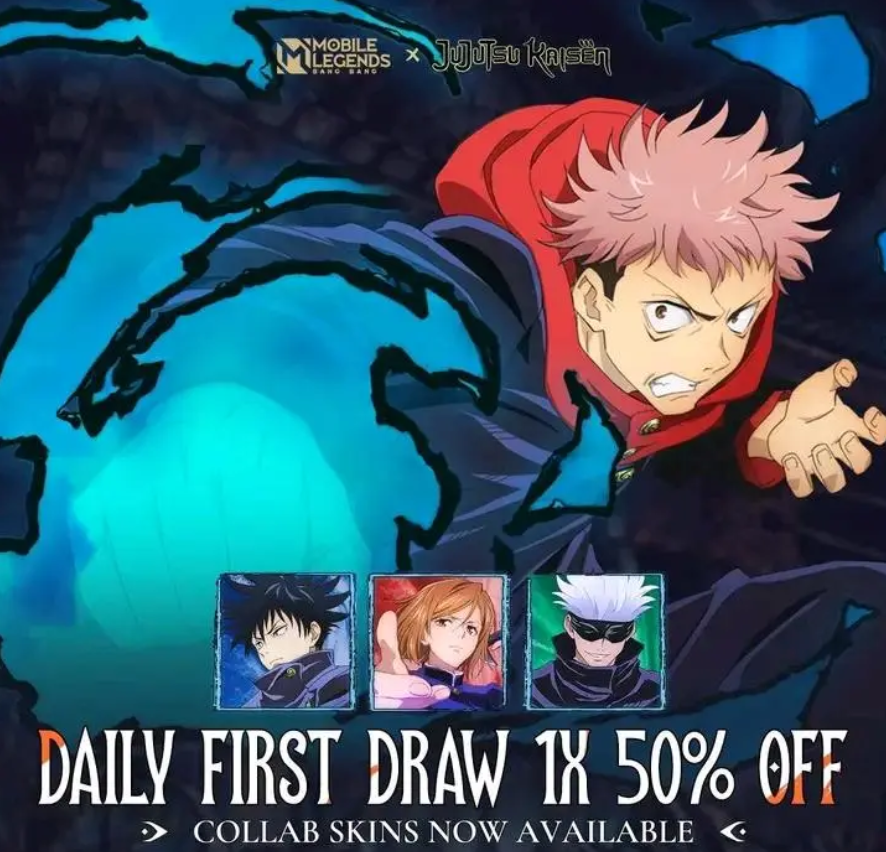 MOBILE LEGENDS BANG BANG x JUJUTSU KAISEN
DAILY FIRST DRAW 1X 50% OFF
COLLAB SKINS NOW AVAILABLE